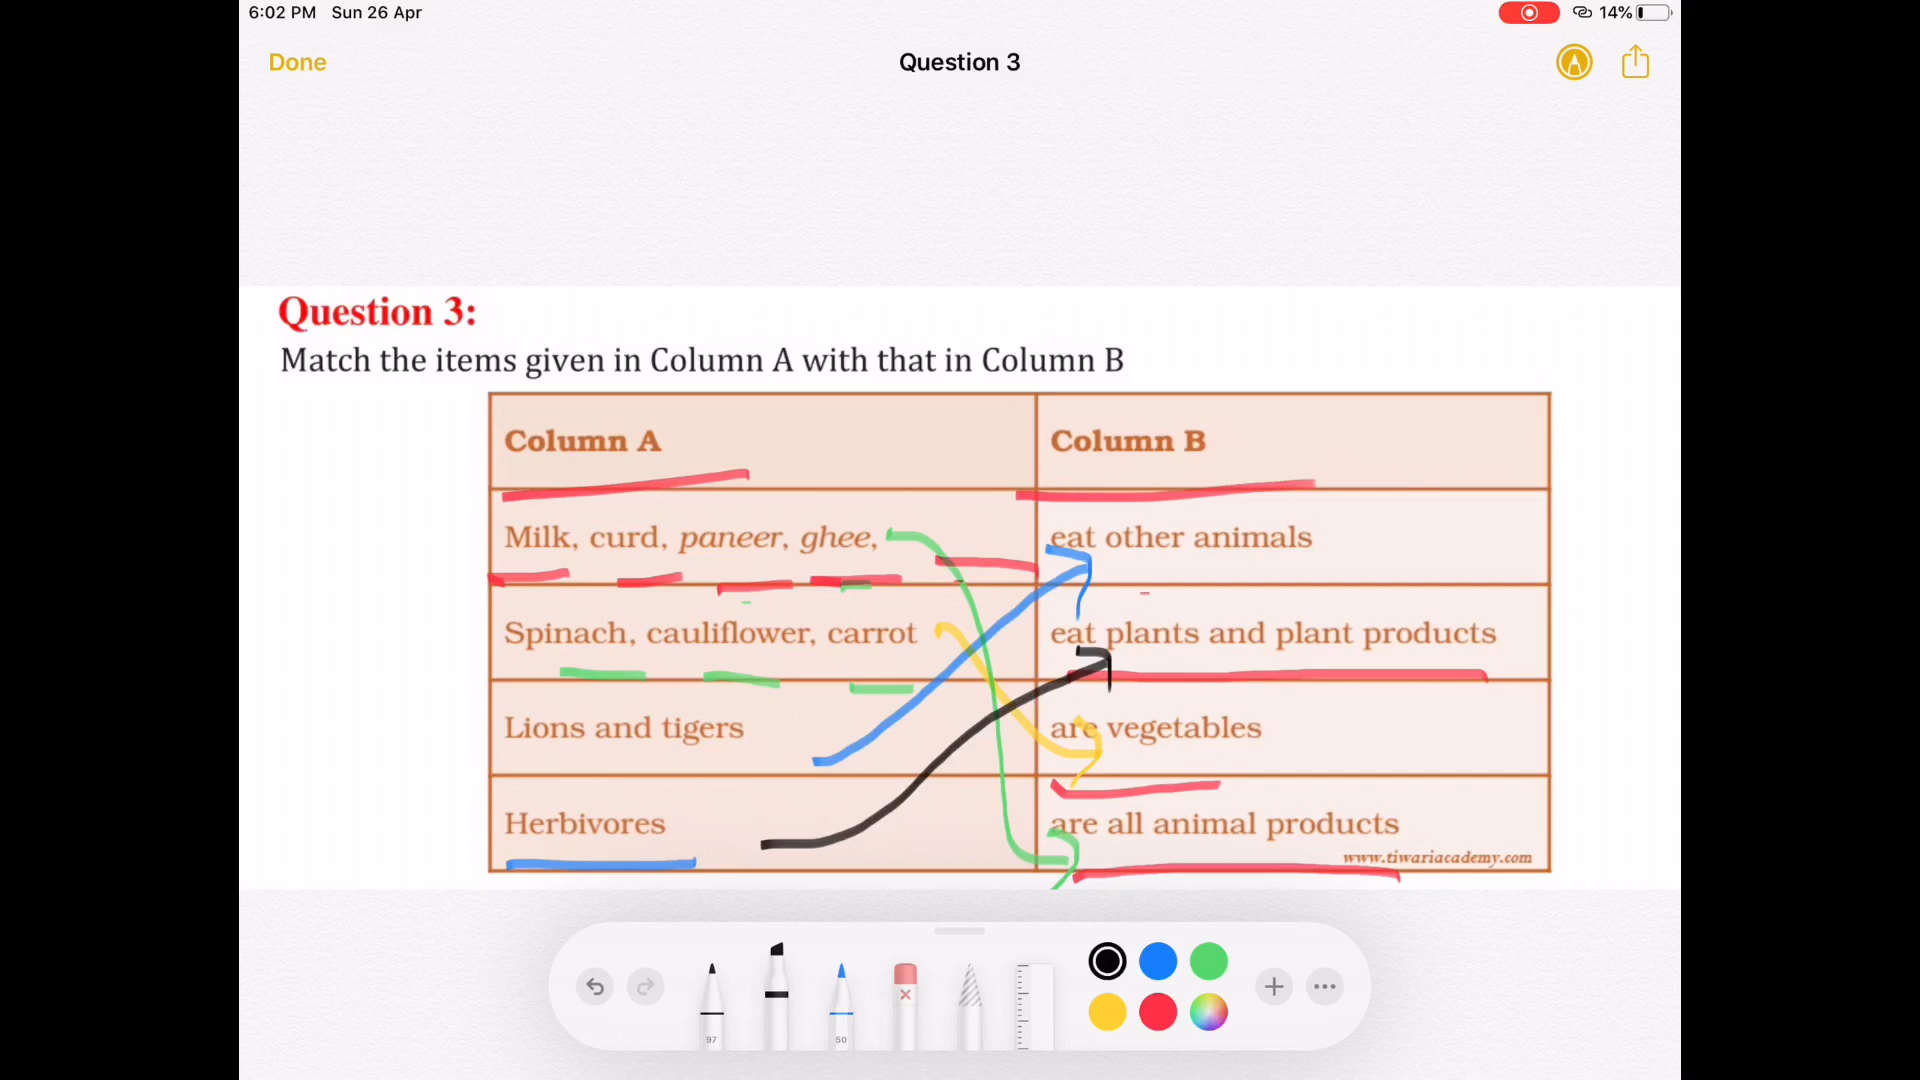 6:02 PM Sun 26 Apr
14%
Done
Question 3
Question 3:
Match the items given in Column A with that in Column B
Column A Column B
Milk, curd, paneer, ghee, eat other animals
Spinach, cauliflower, carrot eat plants and plant products
Lions and tigers are vegetables
Herbivores are all animal products
www.tiwariacademy.com
97
50